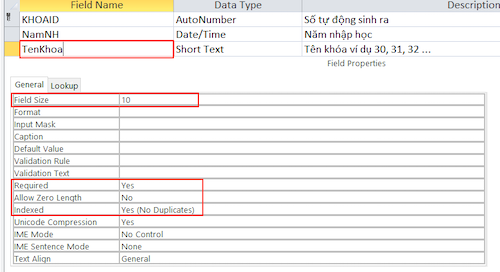 Field Name Data Type Description
KHOAID AutoNumber Số tự động sinh ra
NamNH Date/Time Năm nhập học
TenKhoa Short Text Tên khóa ví dụ 30, 31, 32 ...
Field Properties
General Lookup
Field Size 10
Format
Input Mask
Caption
Default Value
Validation Rule
Validation Text
Required Yes
Allow Zero Length No
Indexed Yes (No Duplicates)
Unicode Compression Yes
IME Mode No Control
IME Sentence Mode None
Text Align General